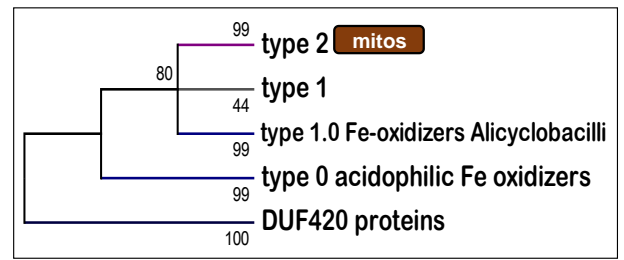 99
type 2 mitos
80
type 1
44
type 1.0 Fe-oxidizers Alicyclobacilli
99
type 0 acidophilic Fe oxidizers
99
DUF420 proteins
100